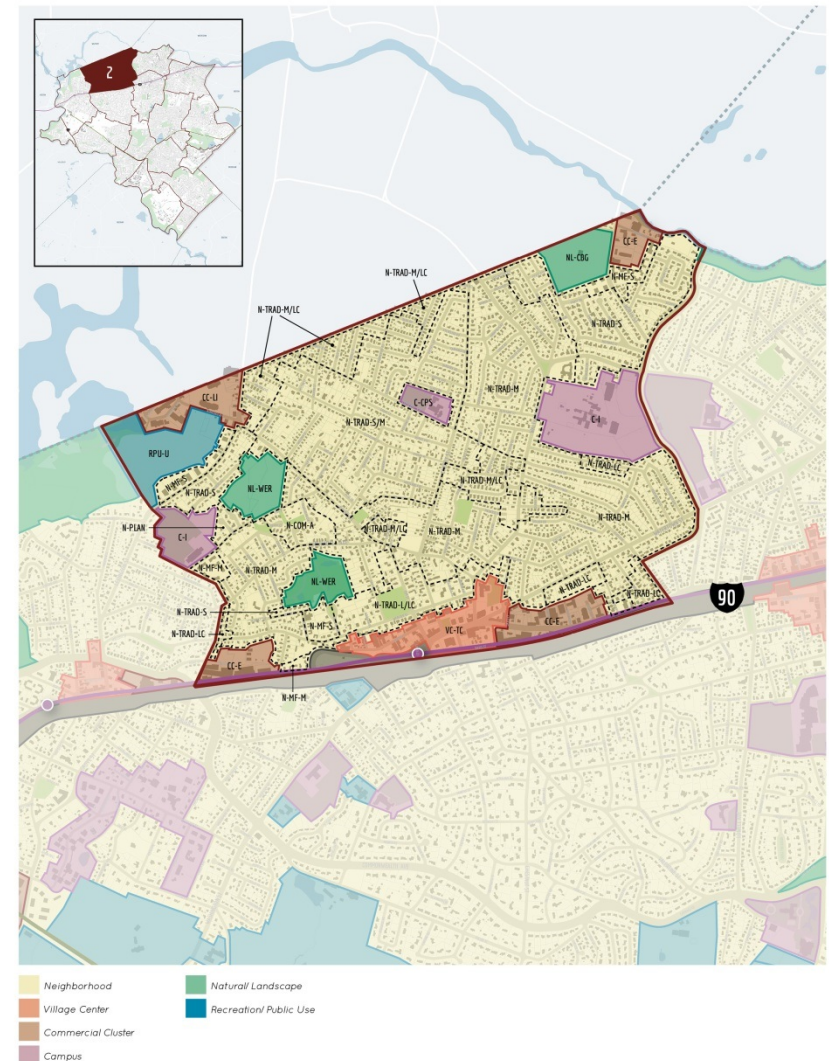 2
CC-E
NL-CBG
N-MF-S
N-TRAD-M/LC
N-TRAD-M/LC
N-TRAD-S
CC-LI
C-CPS
N-TRAD-M
N-TRAD-S/M
C-I
RPU-U
N-TRAD-LC
N-MF-S
N-TRAD-M/LC
NL-WER
N-TRAD-S
N-TRAD-M
N-PLAN
N-COM-A
N-TRAD-M/LC
N-TRAD-M
C-I
N-MF-M
N-TRAD-M
NL-WER
N-TRAD-LC
N-TRAD-LC
90
N-TRAD-L/LC
N-TRAD-S
VC-TC
CC-E
N-MF-S
N-TRAD-LC
CC-E
N-MF-M
Neighborhood
Natural/ Landscape
Village Center
Recreation/ Public Use
Commercial Cluster
Campus